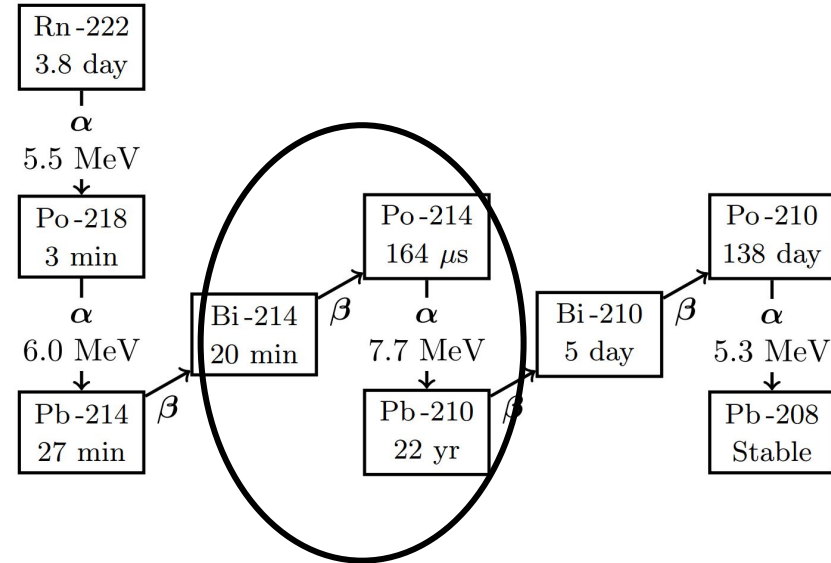 Rn-222
3.8 day
α
5.5 MeV
Po-218
3 min
α
6.0 MeV
Pb-214
27 min
β
Bi-214
20 min
β
Po-214
164 μs
α
7.7 MeV
Pb-210
22 yr
β
Bi-210
5 day
β
Po-210
138 day
α
5.3 MeV
Pb-208
Stable